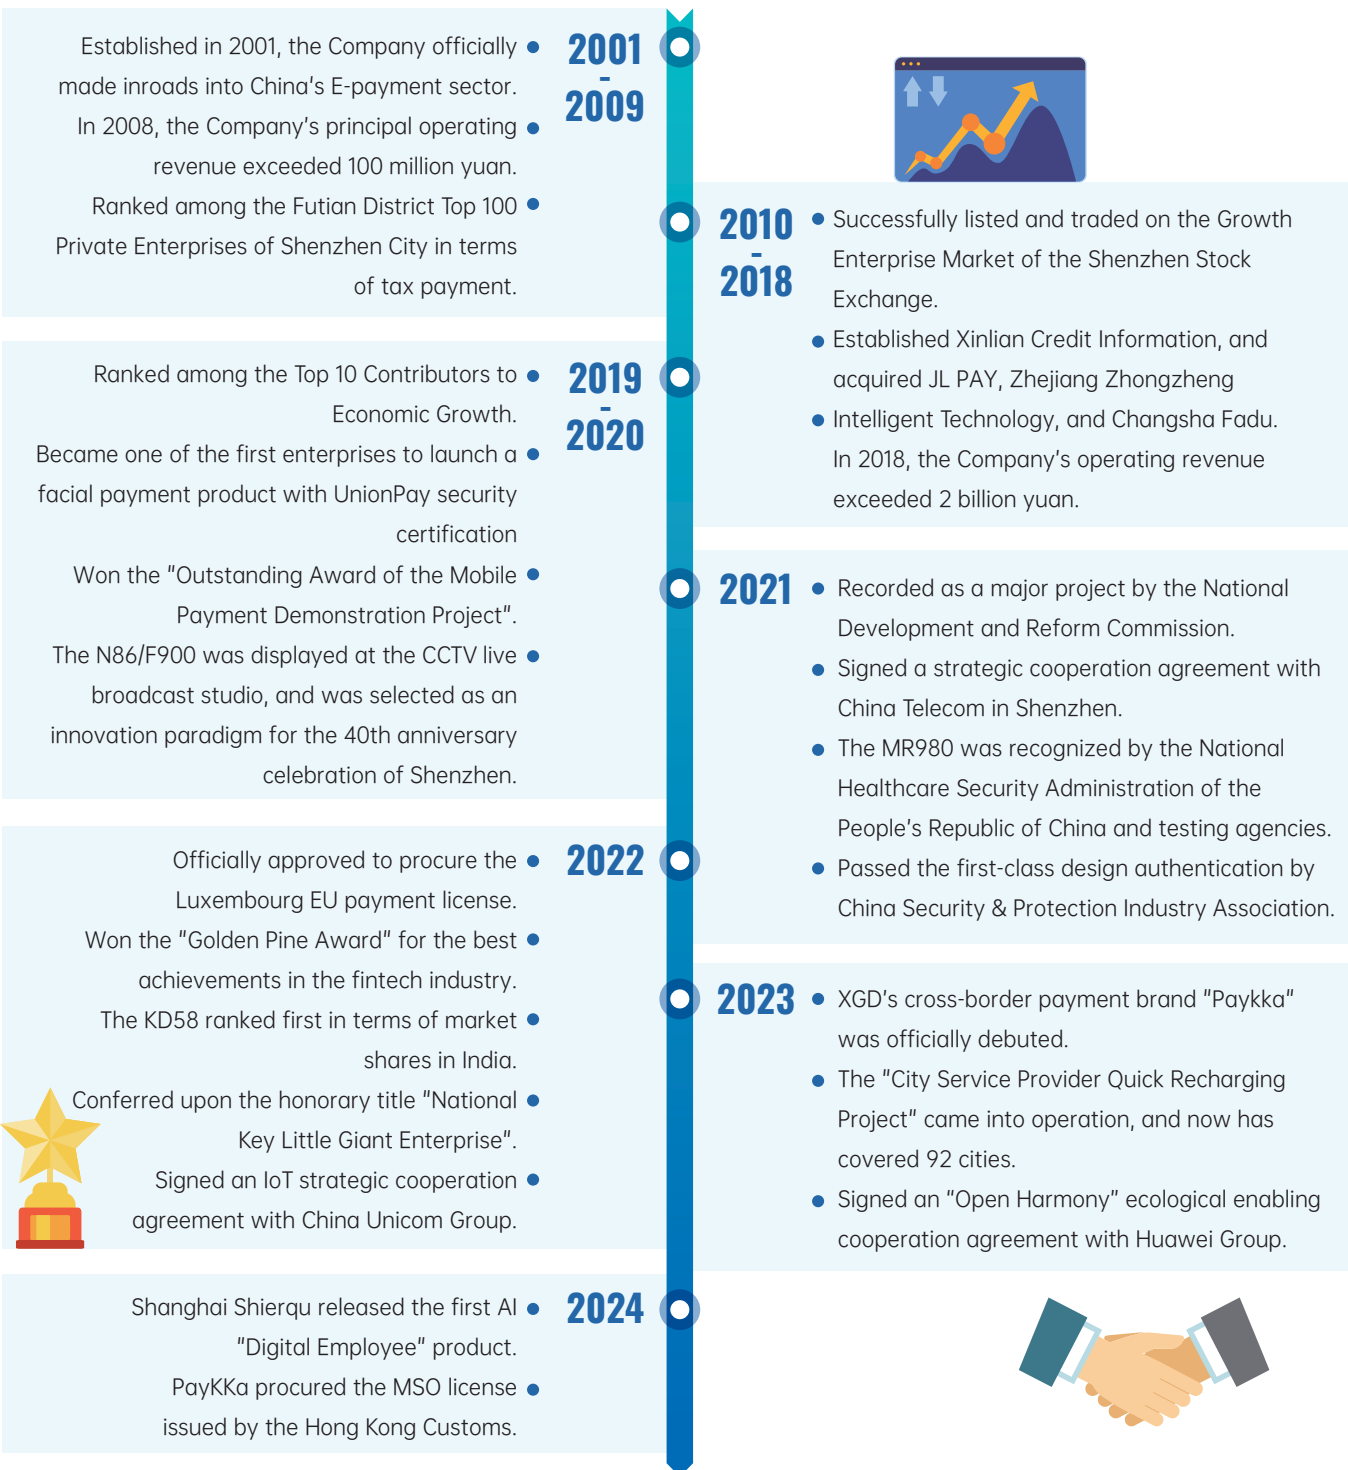 2001
-
2009
Established in 2001, the Company officially
made inroads into China's E-payment sector.
In 2008, the Company's principal operating
revenue exceeded 100 million yuan.
Ranked among the Futian District Top 100
Private Enterprises of Shenzhen City in terms
of tax payment.
2010
-
2018
Successfully listed and traded on the Growth
Enterprise Market of the Shenzhen Stock
Exchange.
Established Xinlian Credit Information, and
acquired JL PAY, Zhejiang Zhongzheng
Intelligent Technology, and Changsha Fadu.
In 2018, the Company's operating revenue
exceeded 2 billion yuan.
2019
-
2020
Ranked among the Top 10 Contributors to
Economic Growth.
Became one of the first enterprises to launch a
facial payment product with UnionPay security
certification
Won the "Outstanding Award of the Mobile
Payment Demonstration Project".
The N86/F900 was displayed at the CCTV live
broadcast studio, and was selected as an
innovation paradigm for the 40th anniversary
celebration of Shenzhen.
2021
Recorded as a major project by the National
Development and Reform Commission.
Signed a strategic cooperation agreement with
China Telecom in Shenzhen.
The MR980 was recognized by the National
Healthcare Security Administration of the
People's Republic of China and testing agencies.
Passed the first-class design authentication by
China Security & Protection Industry Association.
2022
Officially approved to procure the
Luxembourg EU payment license.
Won the "Golden Pine Award" for the best
achievements in the fintech industry.
The KD58 ranked first in terms of market
shares in India.
Conferred upon the honorary title "National
Key Little Giant Enterprise".
Signed an IoT strategic cooperation
agreement with China Unicom Group.
2023
XGD's cross-border payment brand "Paykka"
was officially debuted.
The "City Service Provider Quick Recharging
Project" came into operation, and now has
covered 92 cities.
Signed an "Open Harmony" ecological enabling
cooperation agreement with Huawei Group.
2024
Shanghai Shierqu released the first AI
"Digital Employee" product.
PayKKa procured the MSO license
issued by the Hong Kong Customs.